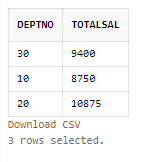 DEPTNO TOTALSAL
30 9400
10 8750
20 10875
Download CSV
3 rows selected.